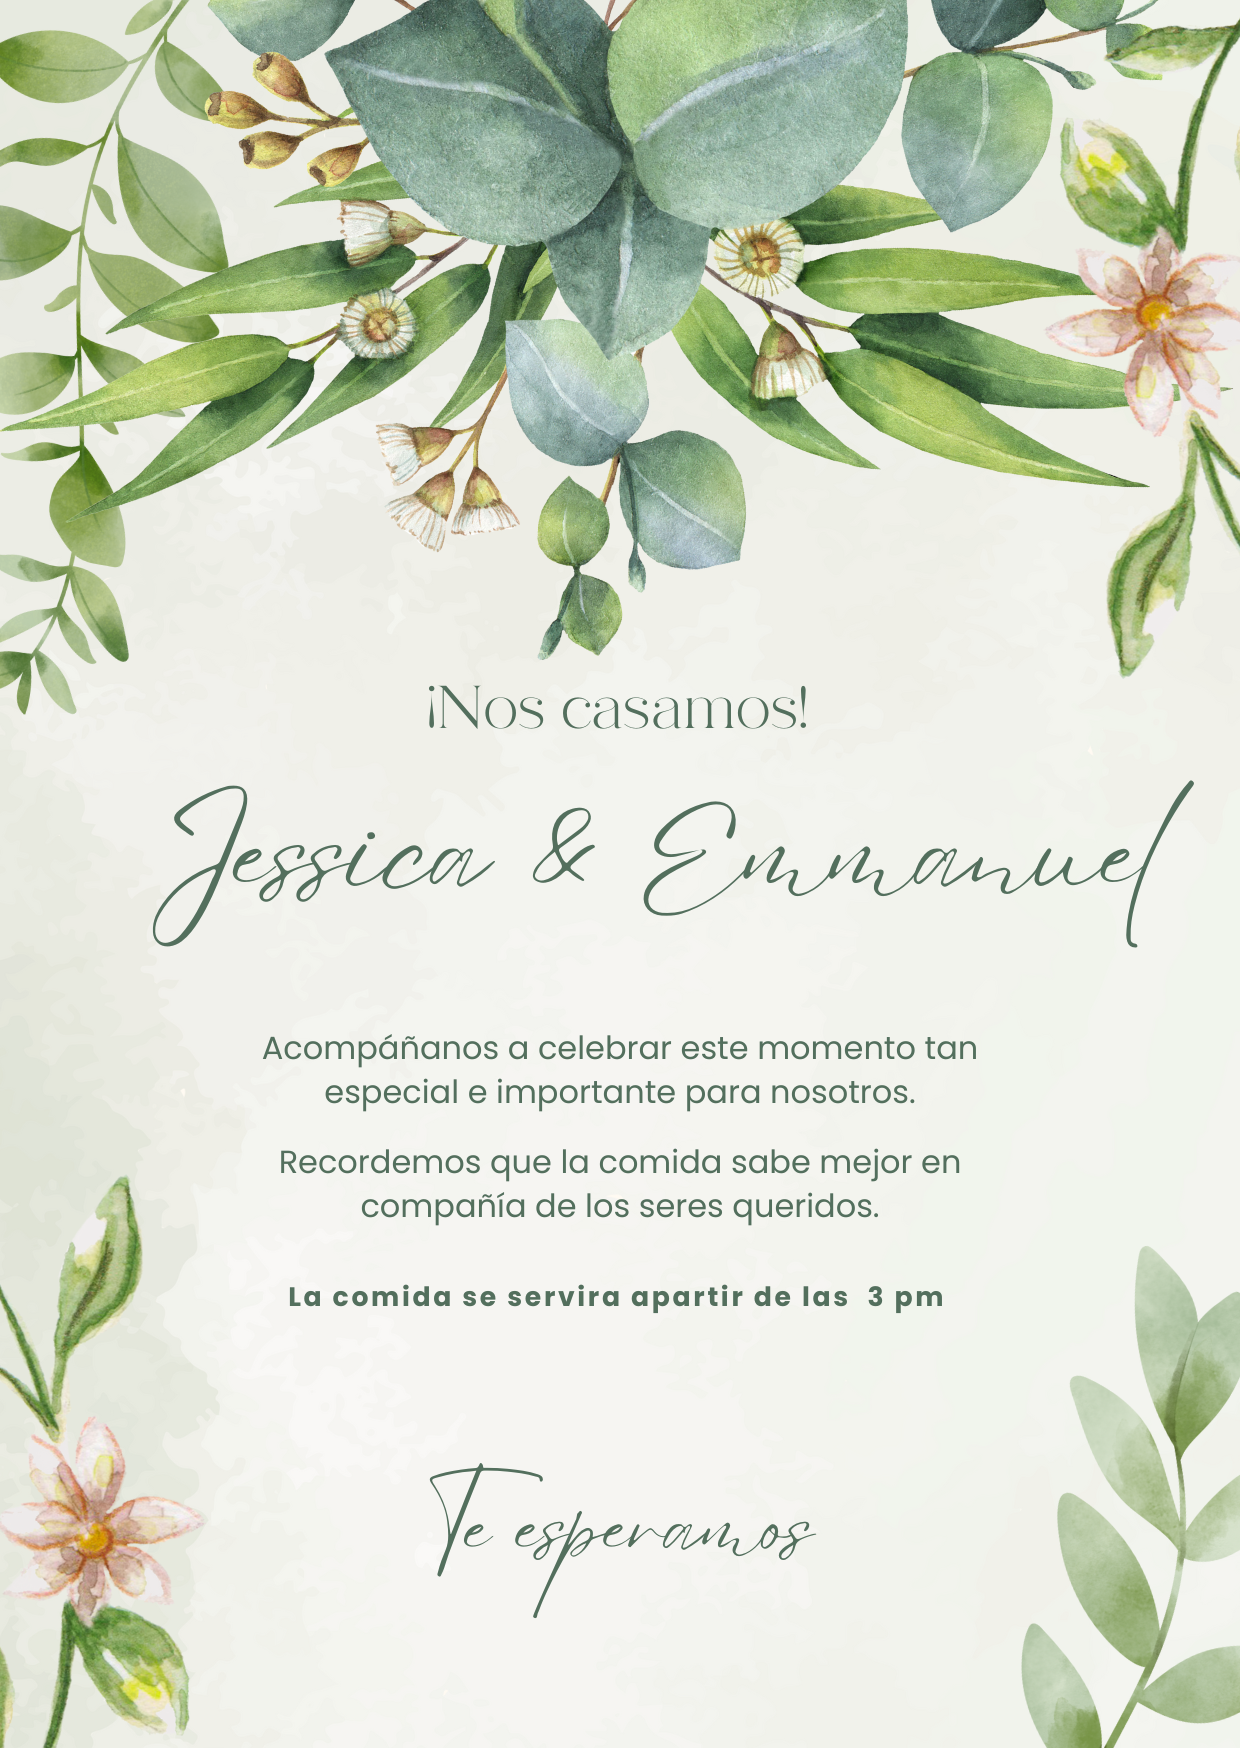 ¡Nos casamos!
Jessica & Emmanuel
Acompáñanos a celebrar este momento tan
especial e importante para nosotros.
Recordemos que la comida sabe mejor en
compañía de los seres queridos.
La comida se servira apartir de las  3 pm
Te esperamos